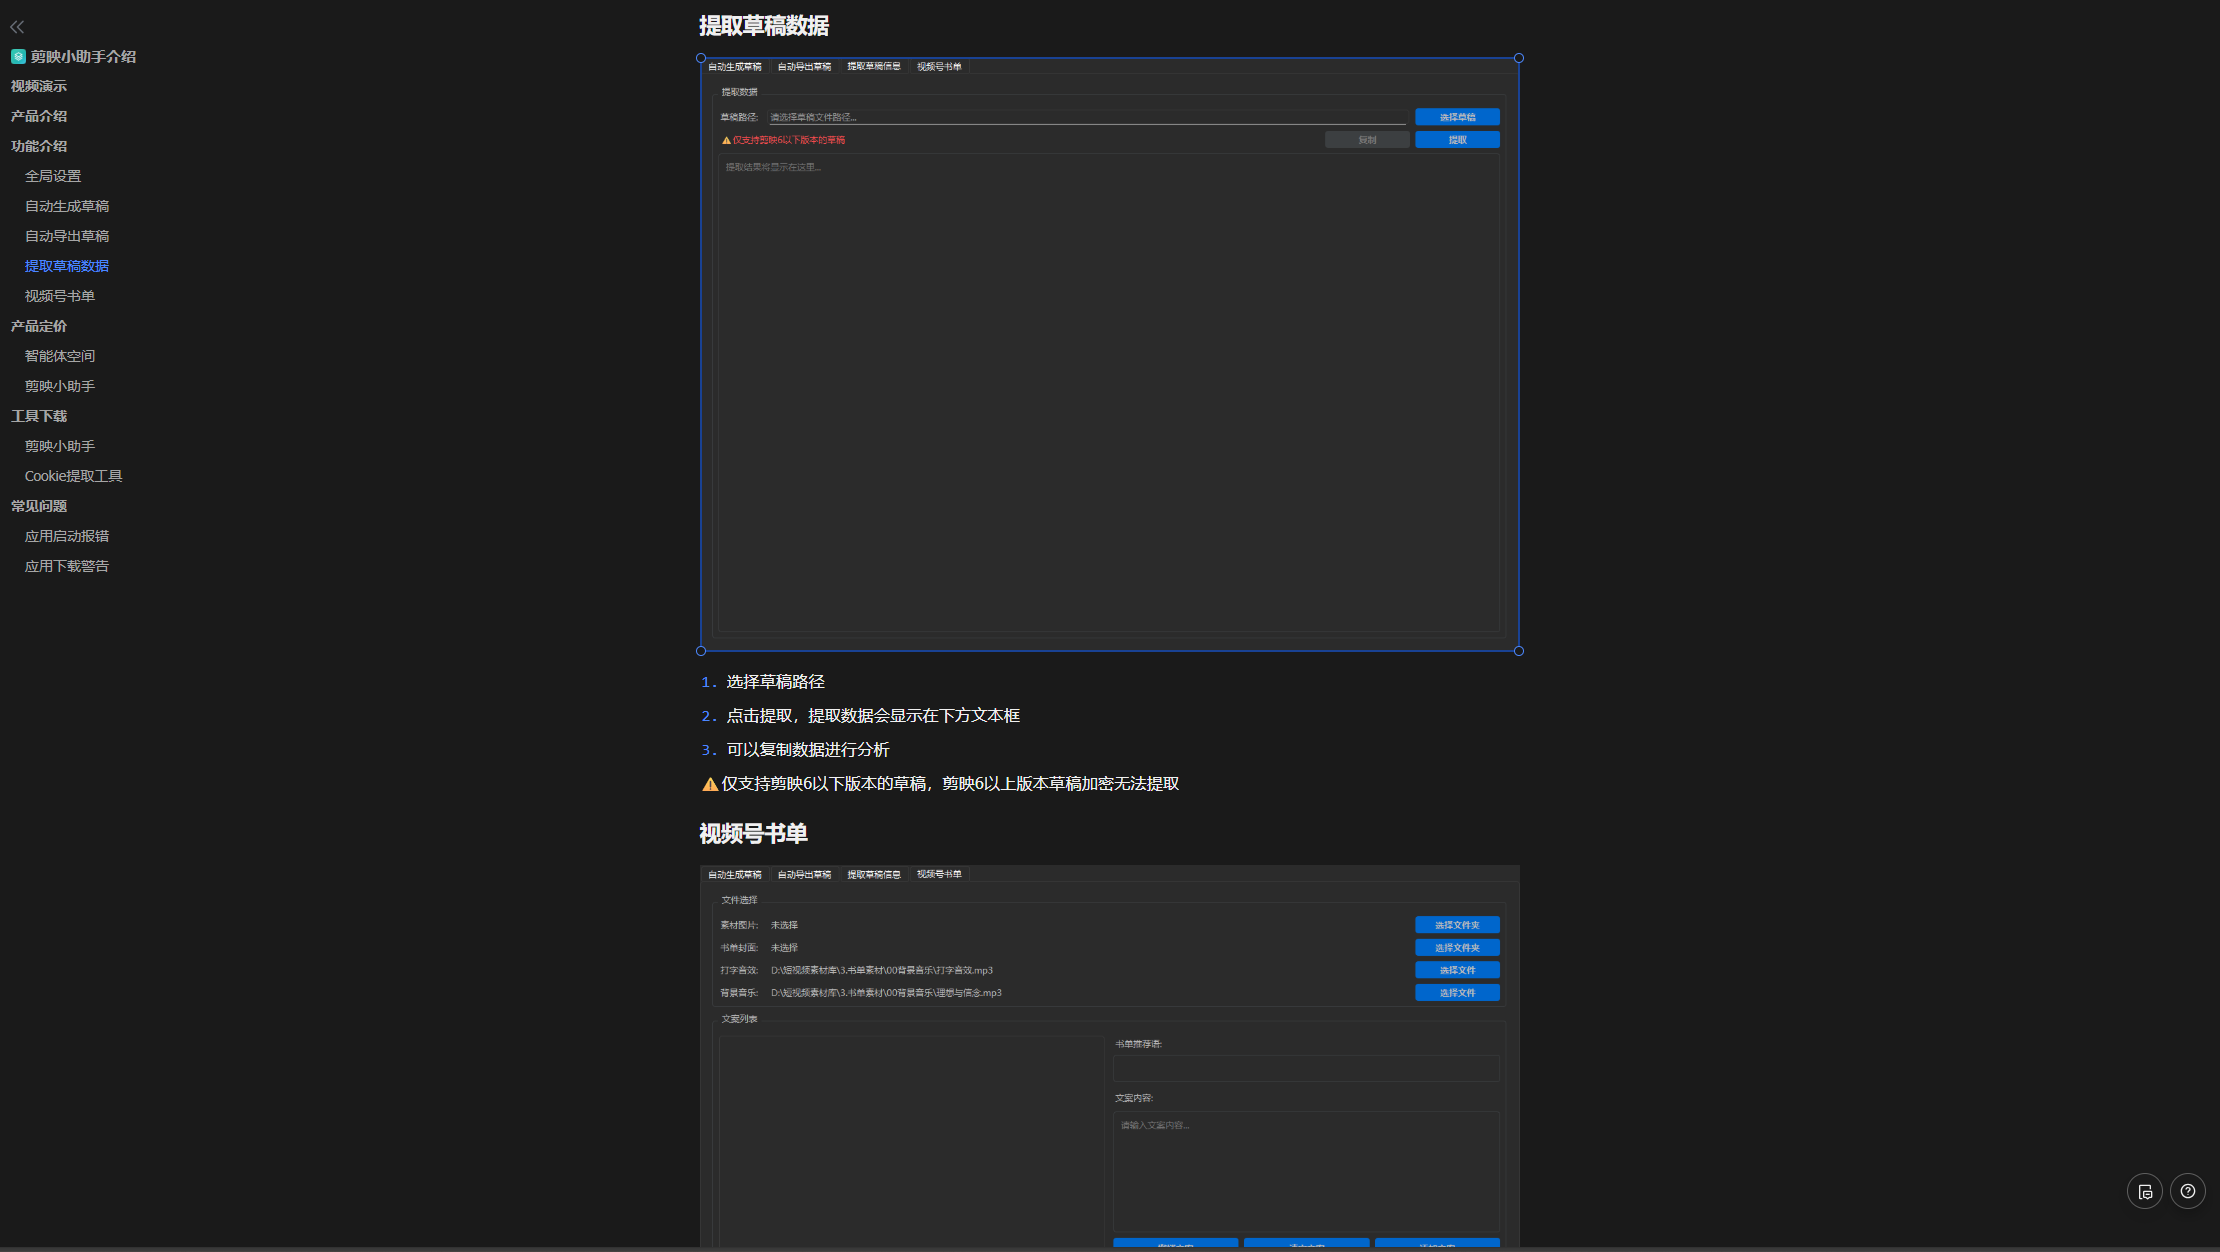 剪映小助手介绍
视频演示
产品介绍
功能介绍
全局设置
自动生成草稿
自动导出草稿
提取草稿数据
视频号书单
产品定价
智能体空间
剪映小助手
工具下载
剪映小助手
Cookie提取工具
常见问题
应用启动报错
应用下载警告
提取草稿数据
自动生成草稿 自动导出草稿 提取草稿信息 视频号书单
提取数据
草稿路径: 请选择草稿文件路径... 选择草稿
仅支持剪映6以下版本的草稿 复制 提取
提取结果将显示在这里...
1. 选择草稿路径
2. 点击提取，提取数据会显示在下方文本框
3. 可以复制数据进行分析
⚠️仅支持剪映6以下版本的草稿，剪映6以上版本草稿加密无法提取
视频号书单
自动生成草稿 自动导出草稿 提取草稿信息 视频号书单
文件选择
素材图片: 未选择 选择文件夹
书单封面: 未选择 选择文件夹
打字音效: D:\短视频素材库\3.书单素材\00背景音乐\打字音效.mp3 选择文件
背景音乐: D:\短视频素材库\3.书单素材\00背景音乐\理想与信念.mp3 选择文件
文案列表
书单推荐语:
文案内容:
请输入文案内容...